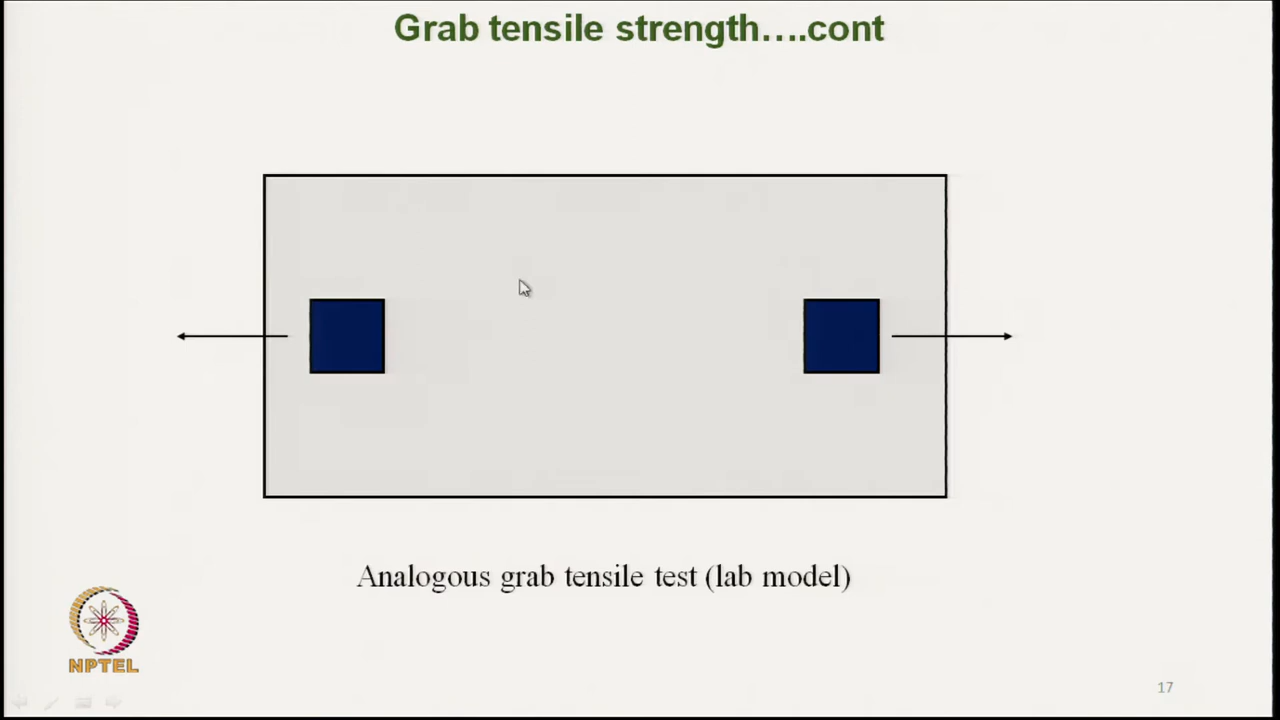 Grab tensile strength….cont
Analogous grab tensile test (lab model)
NPTEL
17